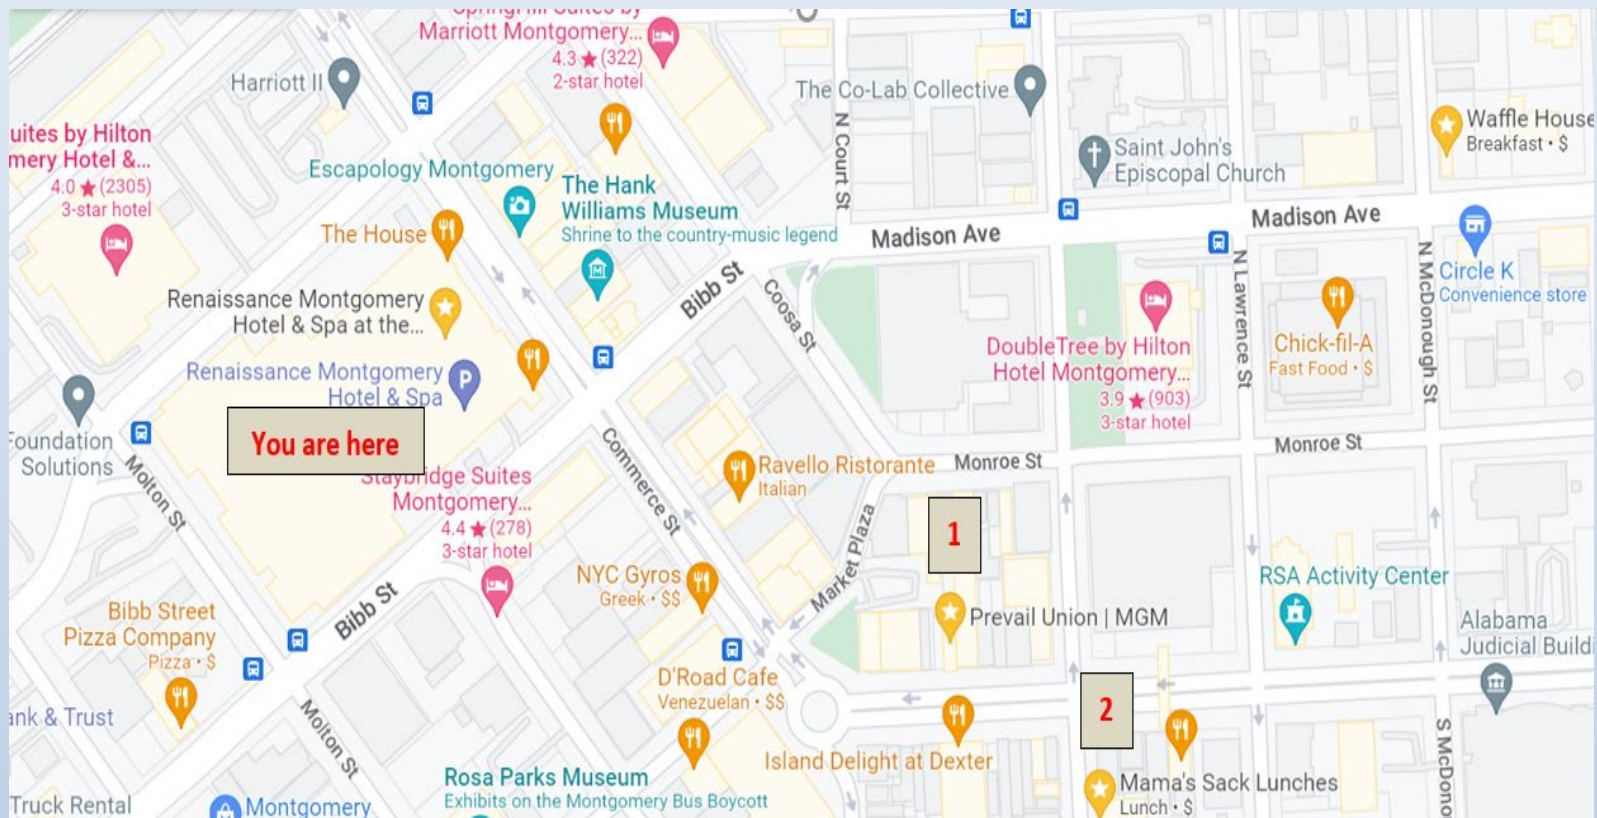 SpringHill Suites by
Marriott Montgomery...
4.3 ★ (322)
2-star hotel
Harriott II
The Co-Lab Collective
N Court St
Waffle House
Breakfast • $
Saint John's
Episcopal Church
uites by Hilton
mery Hotel &...
4.0 ★ (2305)
3-star hotel
Escapology Montgomery
The Hank
Williams Museum
Shrine to the country-music legend
The House
Madison Ave
Madison Ave
Renaissance Montgomery
Hotel & Spa at the...
Bibb St
Coosa St
N Lawrence St
N McDonough St
Circle K
Convenience store
Renaissance Montgomery
Hotel & Spa
P
DoubleTree by Hilton
Hotel Montgomery...
3.9 ★ (903)
3-star hotel
Chick-fil-A
Fast Food • $
You are here
Foundation
Solutions
Molton St
Staybridge Suites
Montgomery...
4.4 ★ (278)
3-star hotel
Commerce St
Ravello Ristorante
Italian
Monroe St
Monroe St
1
Market Plaza
NYC Gyros
Greek • $$
Prevail Union | MGM
RSA Activity Center
Alabama
Judicial Buildi
Bibb St
Bibb Street
Pizza Company
Pizza • $
D'Road Cafe
Venezuelan • $$
2
ank & Trust
Molton St
Island Delight at Dexter
S McDono
Rosa Parks Museum
Exhibits on the Montgomery Bus Boycott
Mama's Sack Lunches
Lunch • $
Truck Rental
Montgomery